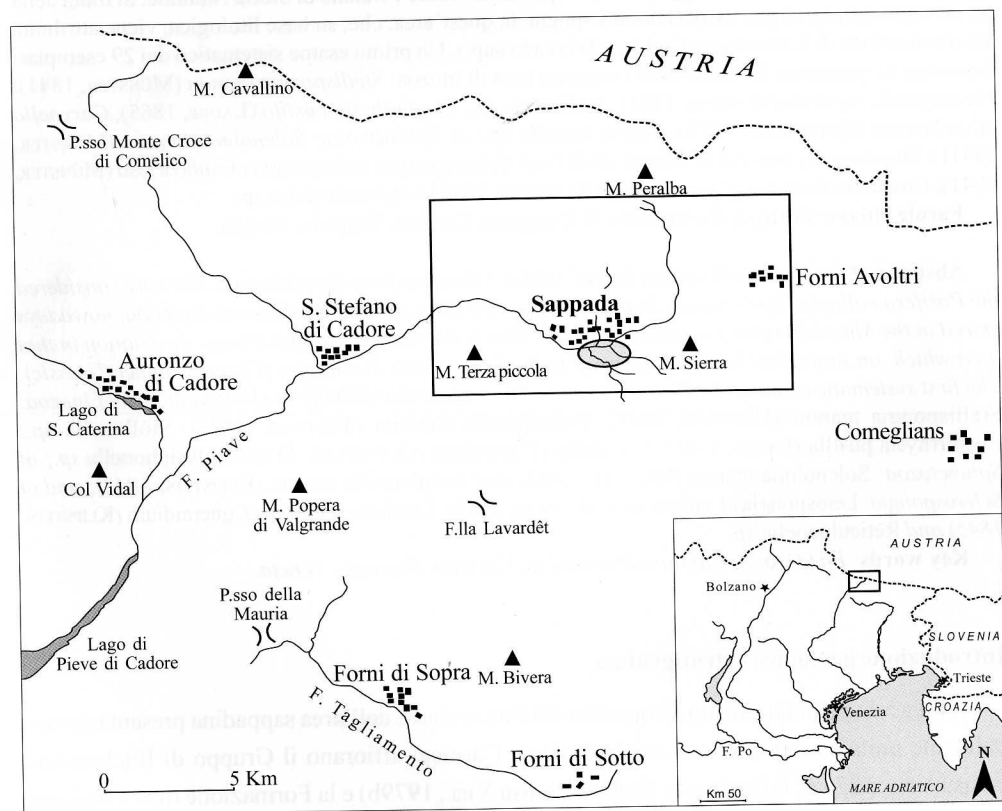 AUSTRIA
M. Cavallino
P.sso Monte Croce
di Comelico
M. Peralba
Forni Avoltri
Sappada
S. Stefano
di Cadore
M. Terza piccola
M. Sierra
Auronzo
di Cadore
Lago di
S. Caterina
F. Piave
Comeglians
Col Vidal
M. Popera
di Valgrande
F.lla Lavardêt
P.sso della
Mauria
Lago di
Pieve di Cadore
Forni di Sopra
M. Bivera
F. Tagliamento
Forni di Sotto
0 5 Km
AUSTRIA
Bolzano
SLOVENIA
Trieste
CROAZIA
Venezia
F. Po
N
Km 50
MARE ADRIATICO